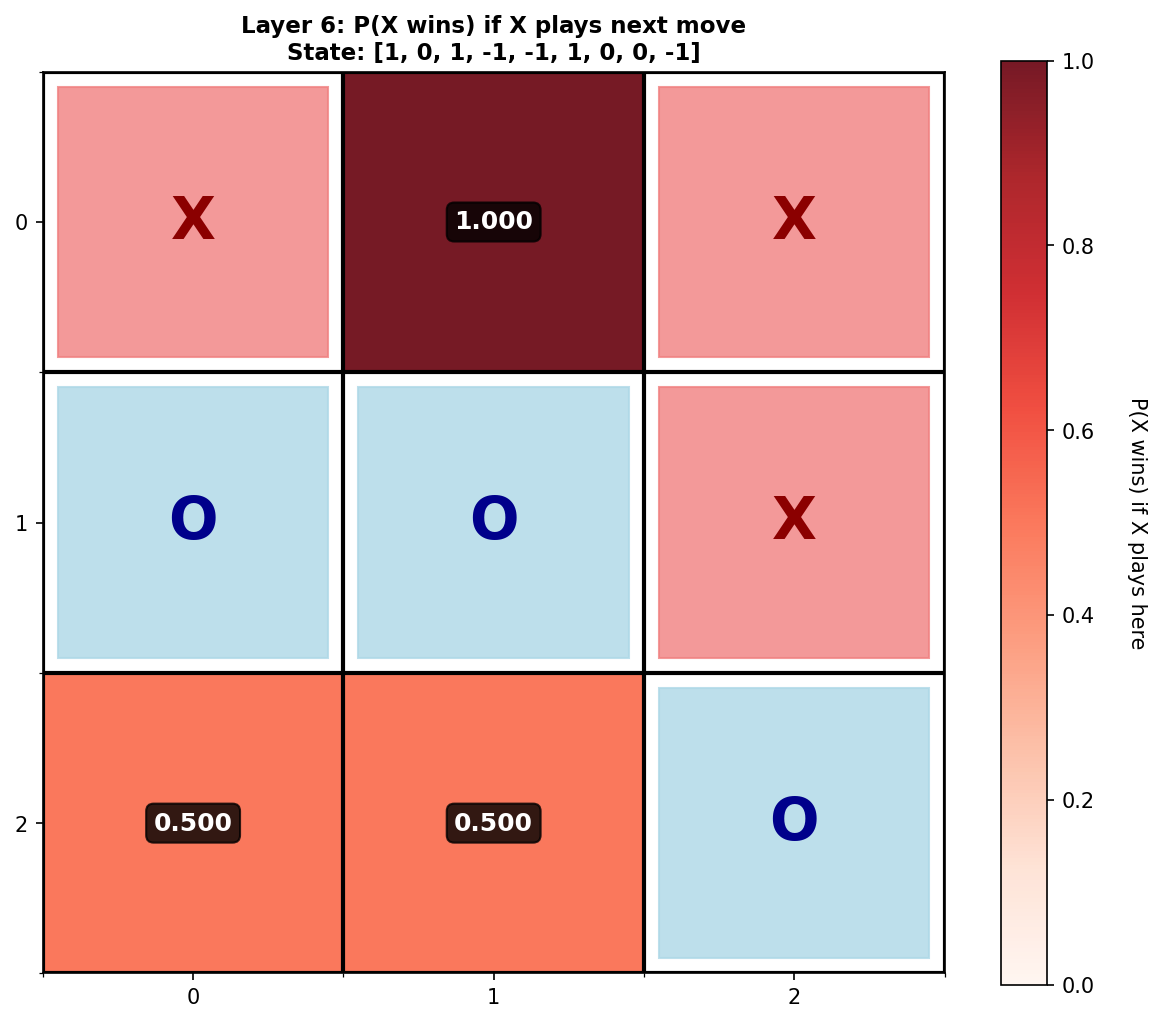 Layer 6: P(X wins) if X plays next move
State: [1, 0, 1, -1, -1, 1, 0, 0, -1]
X
1.000
X
O
O
X
0.500
0.500
O
0
1
2
0
1
2
1.0
0.8
0.6
0.4
0.2
0.0
P(X wins) if X plays here